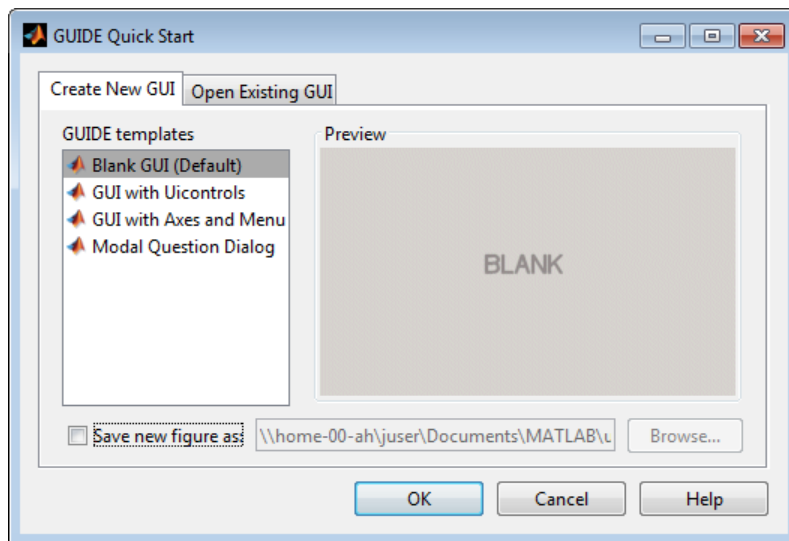 GUIDE Quick Start
Create New GUI
Open Existing GUI
GUIDE templates
Preview
Blank GUI (Default)
GUI with Uicontrols
GUI with Axes and Menu
Modal Question Dialog
BLANK
Save new figure as:
\\home-00-ah\juser\Documents\MATLAB\u
Browse...
OK
Cancel
Help